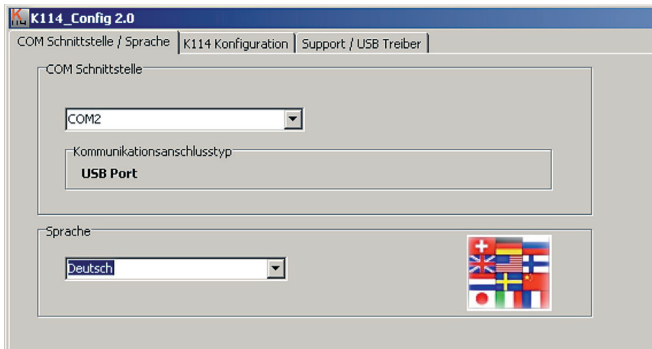 K114_Config 2.0
COM Schnittstelle / Sprache K114 Konfiguration Support / USB Treiber
COM Schnittstelle
COM2
Kommunikationsanschlusstyp
USB Port
Sprache
Deutsch